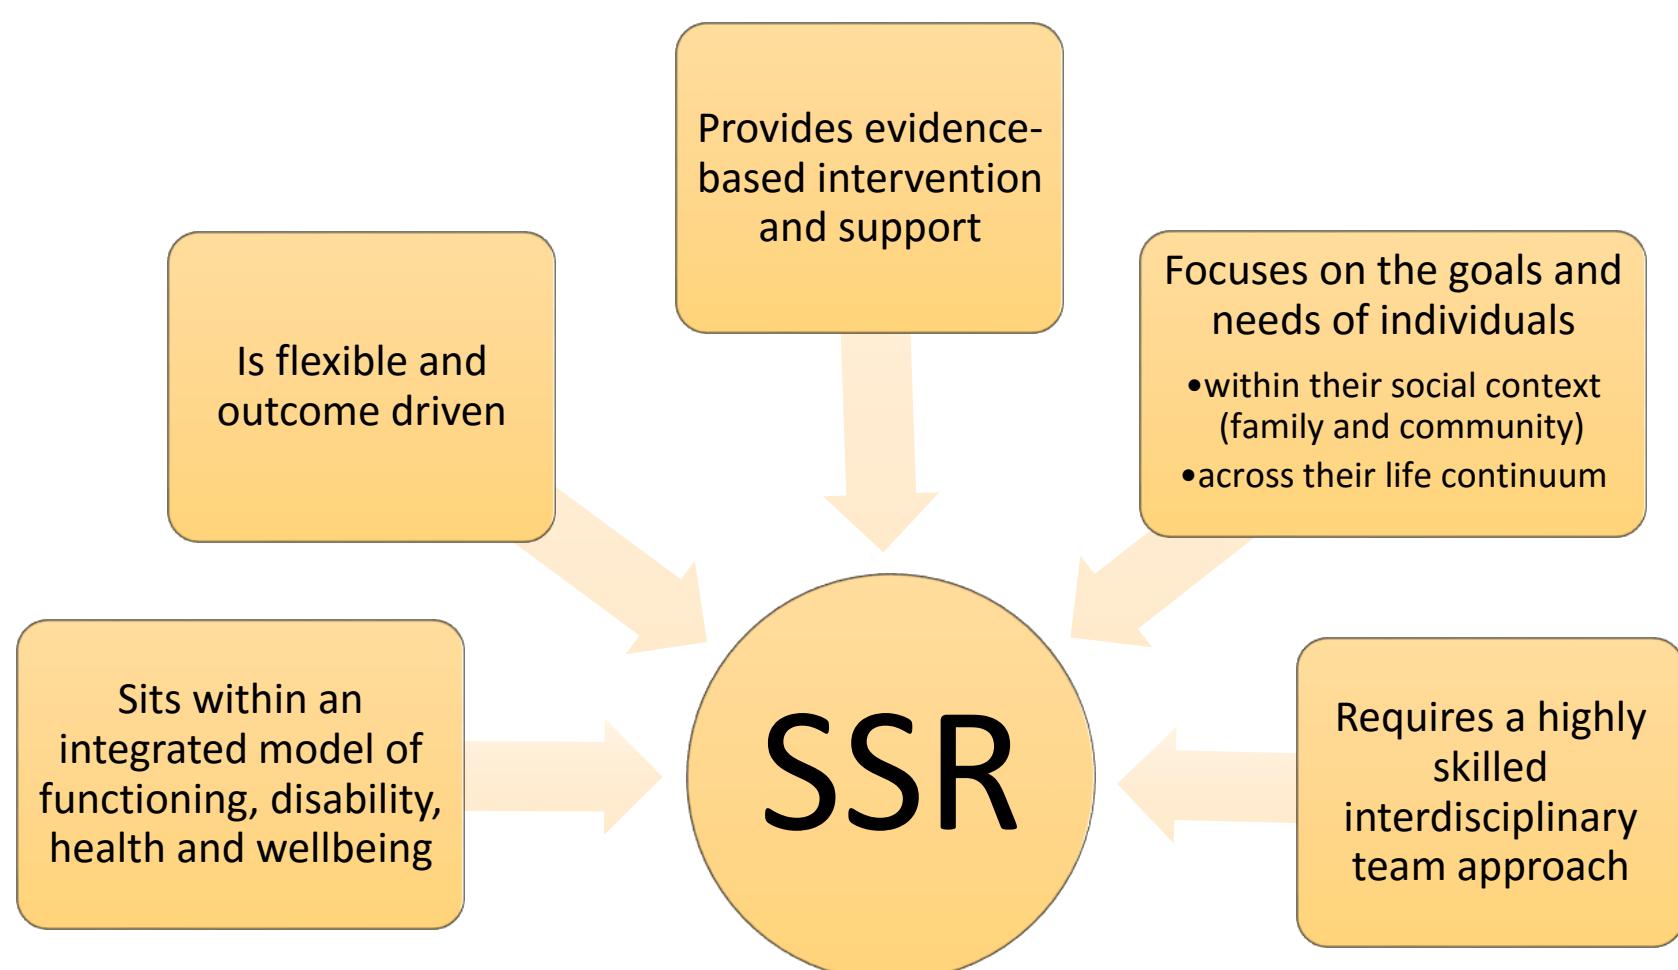 Provides evidence-
based intervention
and support
Is flexible and
outcome driven
Focuses on the goals and
needs of individuals
•within their social context
(family and community)
•across their life continuum
Sits within an
integrated model of
functioning, disability,
health and wellbeing
SSR
Requires a highly
skilled
interdisciplinary
team approach